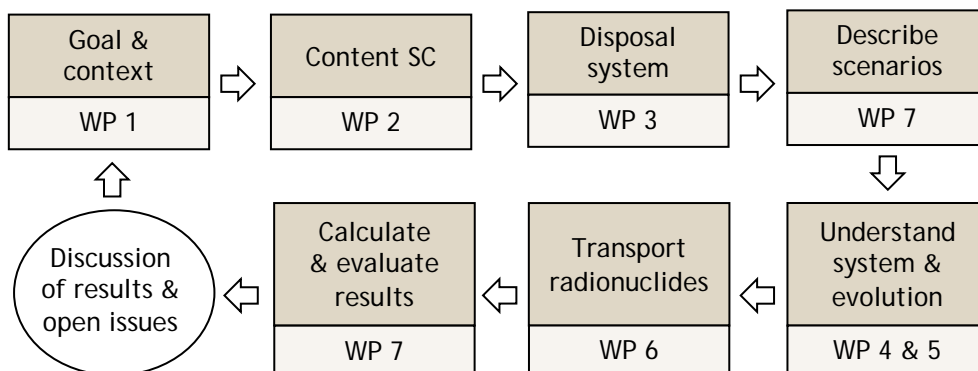 Goal &
context
WP 1
Content SC
WP 2
Disposal
system
WP 3
Describe
scenarios
WP 7
Understand
system &
evolution
WP 4 & 5
Transport
radionuclides
WP 6
Calculate
& evaluate
results
WP 7
Discussion
of results &
open issues